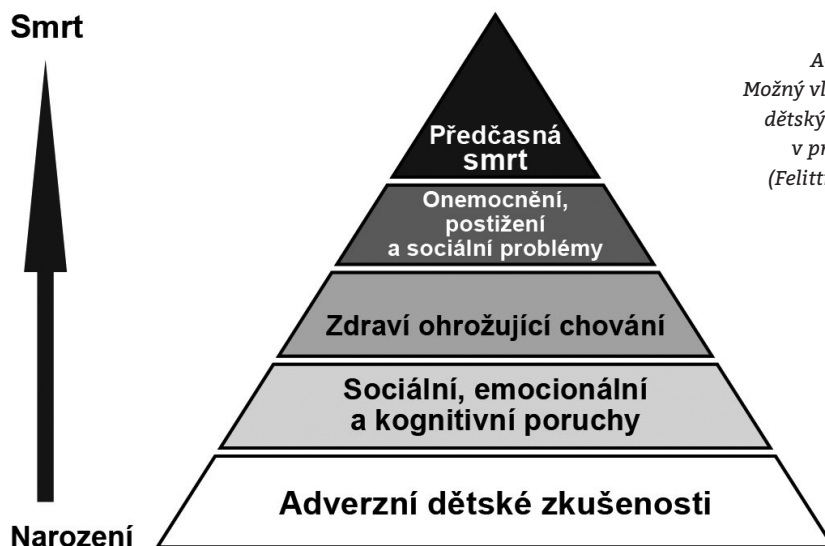 Smrt
A
Možný vl
dětský
v pr
(Felitt
Předčasná
smrt
Onemocnění,
postižení
a sociální problémy
Zdraví ohrožující chování
Sociální, emocionální
a kognitivní poruchy
Adverzní dětské zkušenosti
Narození